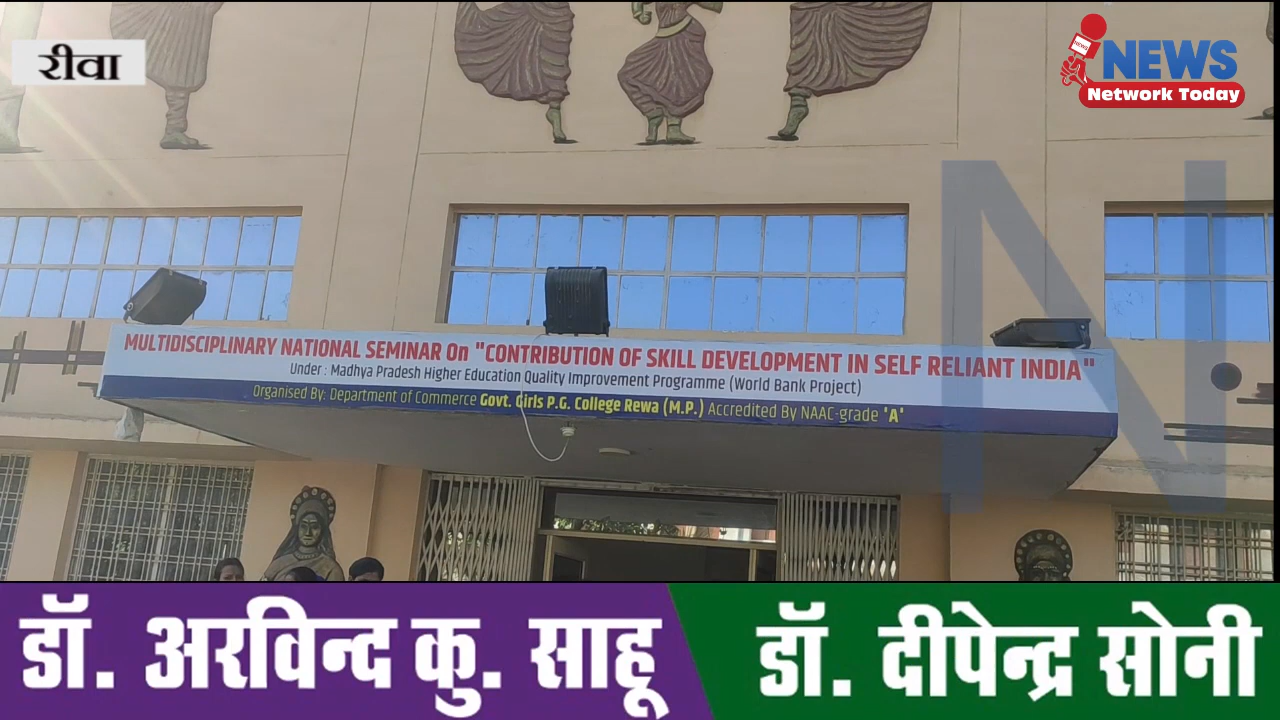 रीवा
NEWS
iNEWS
Network Today
N
MULTIDISCIPLINARY NATIONAL SEMINAR On "CONTRIBUTION OF SKILL DEVELOPMENT IN SELF RELIANT INDIA"
Under : Madhya Pradesh Higher Education Quality Improvement Programme (World Bank Project)
Organised By: Department of Commerce Govt. Girls P.G. College Rewa (M.P.) Accredited By NAAC-grade 'A'
डॉ. अरविन्द कु. साहू
डॉ. दीपेन्द्र सोनी